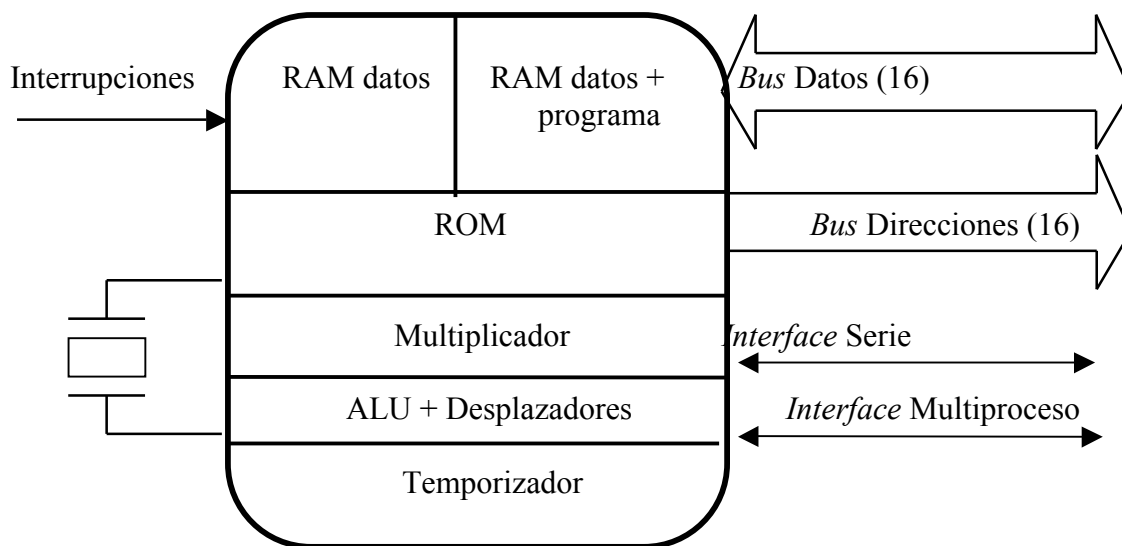 Interrupciones
RAM datos
RAM datos +
programa
Bus Datos (16)
ROM
Bus Direcciones (16)
Multiplicador
Interface Serie
ALU + Desplazadores
Interface Multiproceso
Temporizador